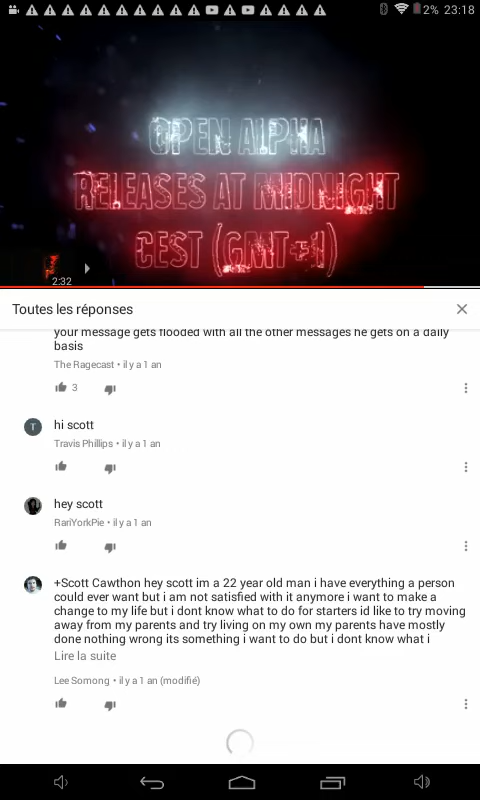 2% 23:18
OPEN ALPHA
RELEASES AT MIDNIGHT
CEST (GMT+1)
2:32
Toutes les réponses
your message gets flooded with all the other messages he gets on a daily
basis
The Ragecast • il y a 1 an
3
T
hi scott
Travis Phillips • il y a 1 an
hey scott
RariYorkPie • il y a 1 an
+Scott Cawthon hey scott im a 22 year old man i have everything a person
could ever want but i am not satisfied with it anymore i want to make a
change to my life but i dont know what to do for starters id like to try moving
away from my parents and try living on my own my parents have mostly
done nothing wrong its something i want to do but i dont know what i
Lire la suite
Lee Somong • il y a 1 an (modifié)